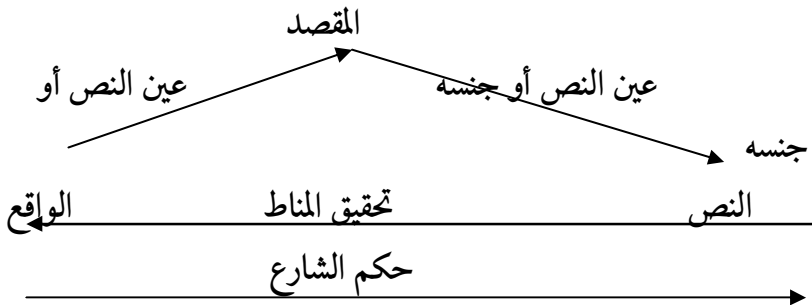 المقصد
عين النص أو جنسه
عين النص أو
جنسه
النص
تحقيق المناط
الواقع
حكم الشارع